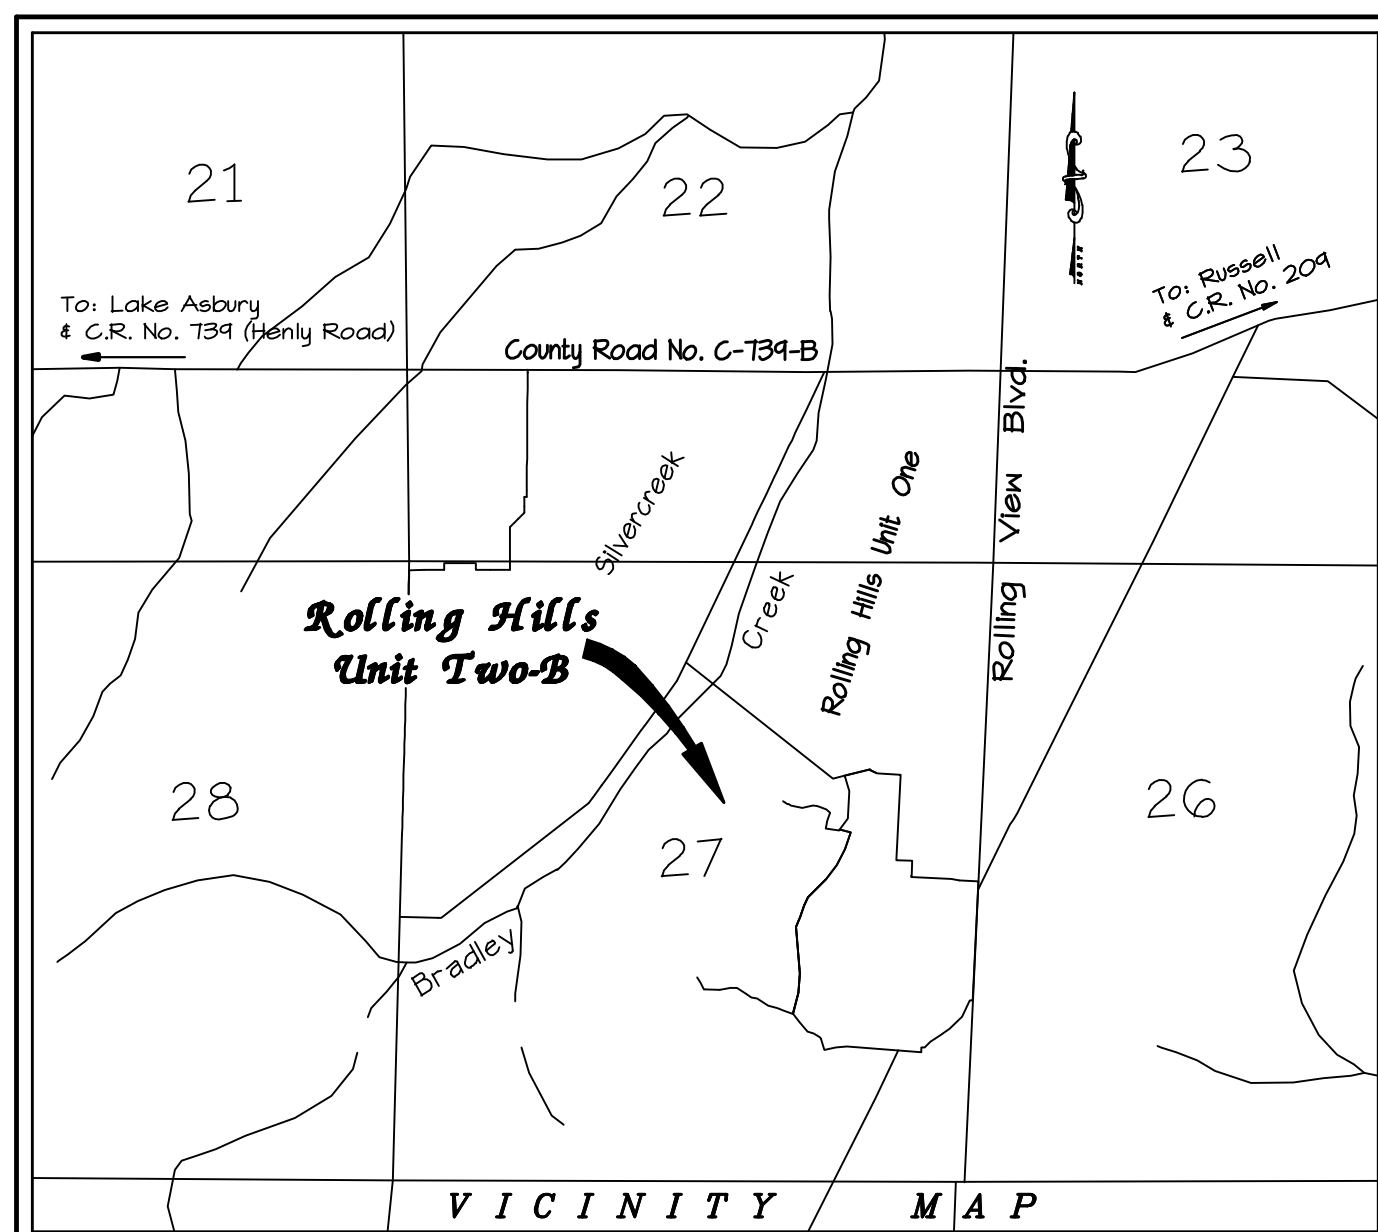 21
22
23
To: Lake Asbury
& C.R. No. 739 (Henly Road)
NORTH
To: Russell
& C.R. No. 209
County Road No. C-739-B
Rolling View Blvd.
Silvercreek
Rolling Hills Unit One
Rolling Hills
Unit Two-B
Bradley Creek
28
27
26
VICINITY MAP